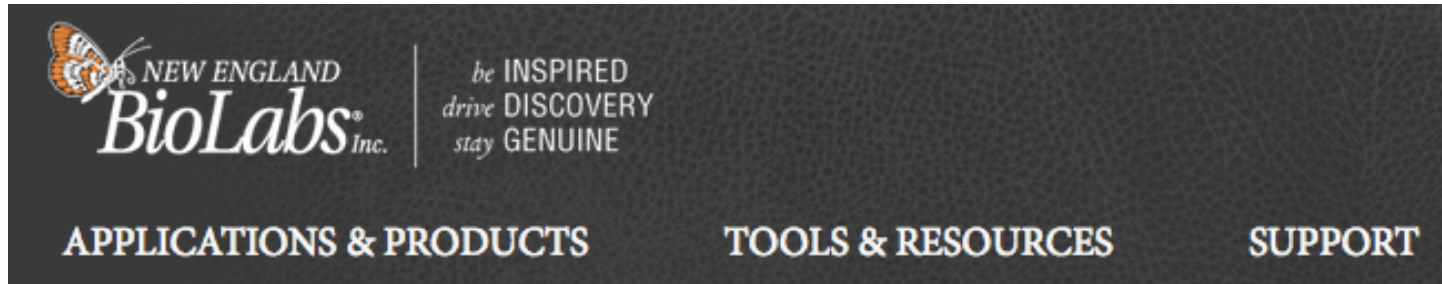 NEW ENGLAND
BioLabs® Inc.
be INSPIRED
drive DISCOVERY
stay GENUINE
APPLICATIONS & PRODUCTS
TOOLS & RESOURCES
SUPPORT